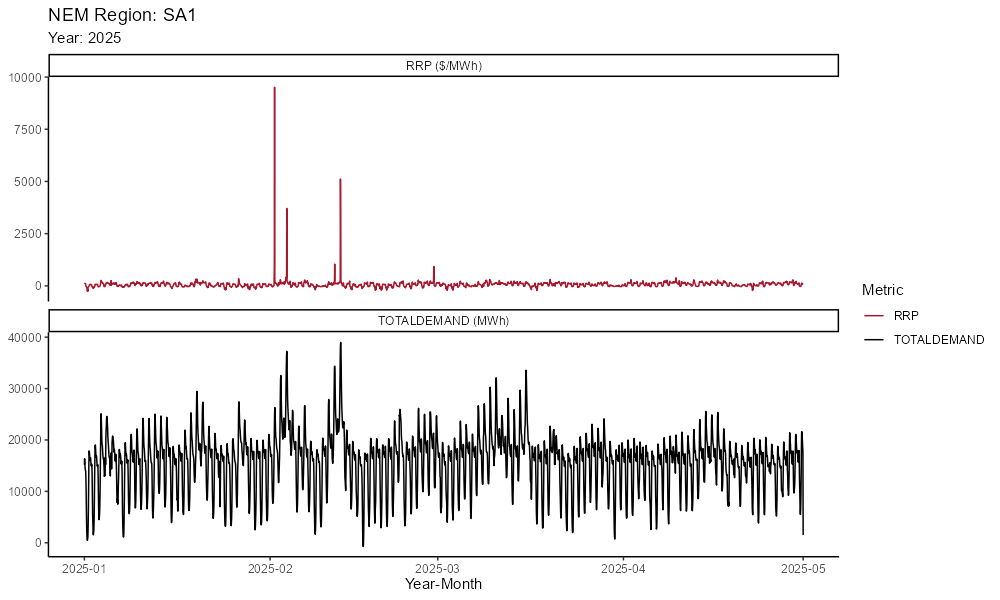 NEM Region: SA1
Year: 2025
RRP ($/MWh)
10000
7500
5000
2500
0
TOTALDEMAND (MWh)
40000
30000
20000
10000
0
2025-01 2025-02 2025-03 2025-04 2025-05
Year-Month
Metric
RRP
TOTALDEMAND